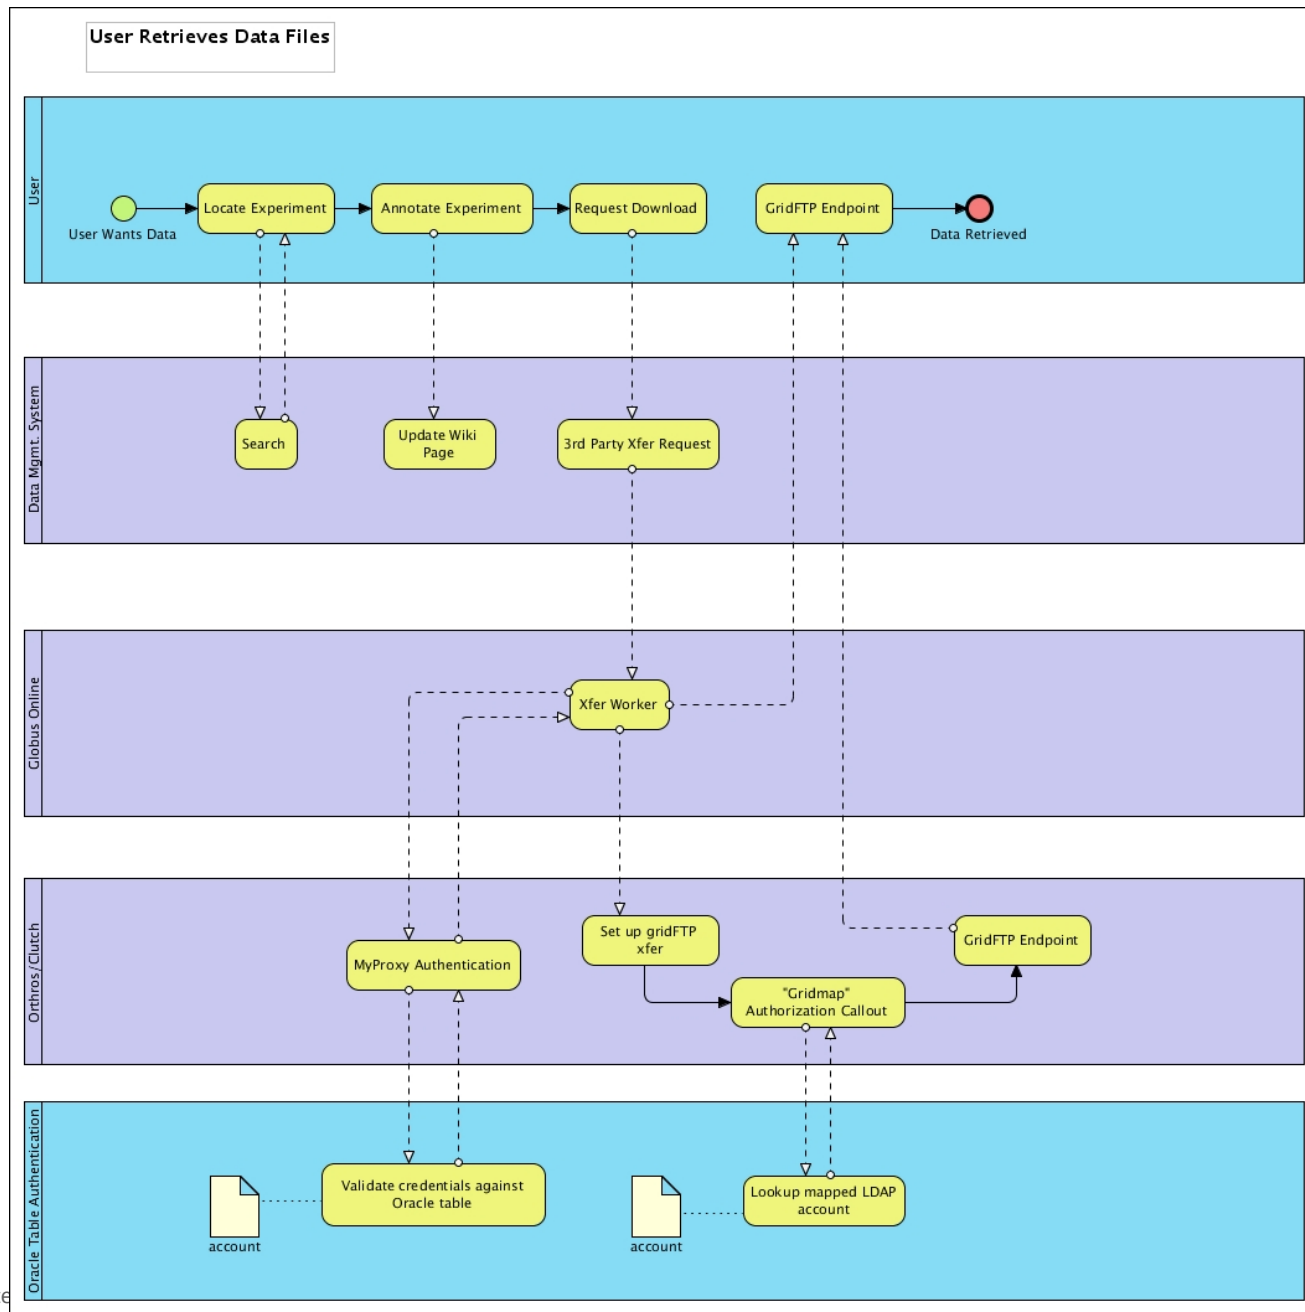 User Retrieves Data Files
User
User Wants Data
Locate Experiment
Annotate Experiment
Request Download
GridFTP Endpoint
Data Retrieved
Data Mgmt. System
Search
Update Wiki
Page
3rd Party Xfer Request
Globus Online
Xfer Worker
Orthros/Clutch
MyProxy Authentication
Set up gridFTP
xfer
"Gridmap"
Authorization Callout
GridFTP Endpoint
Oracle Table Authentication
account
Validate credentials against
Oracle table
account
Lookup mapped LDAP
account